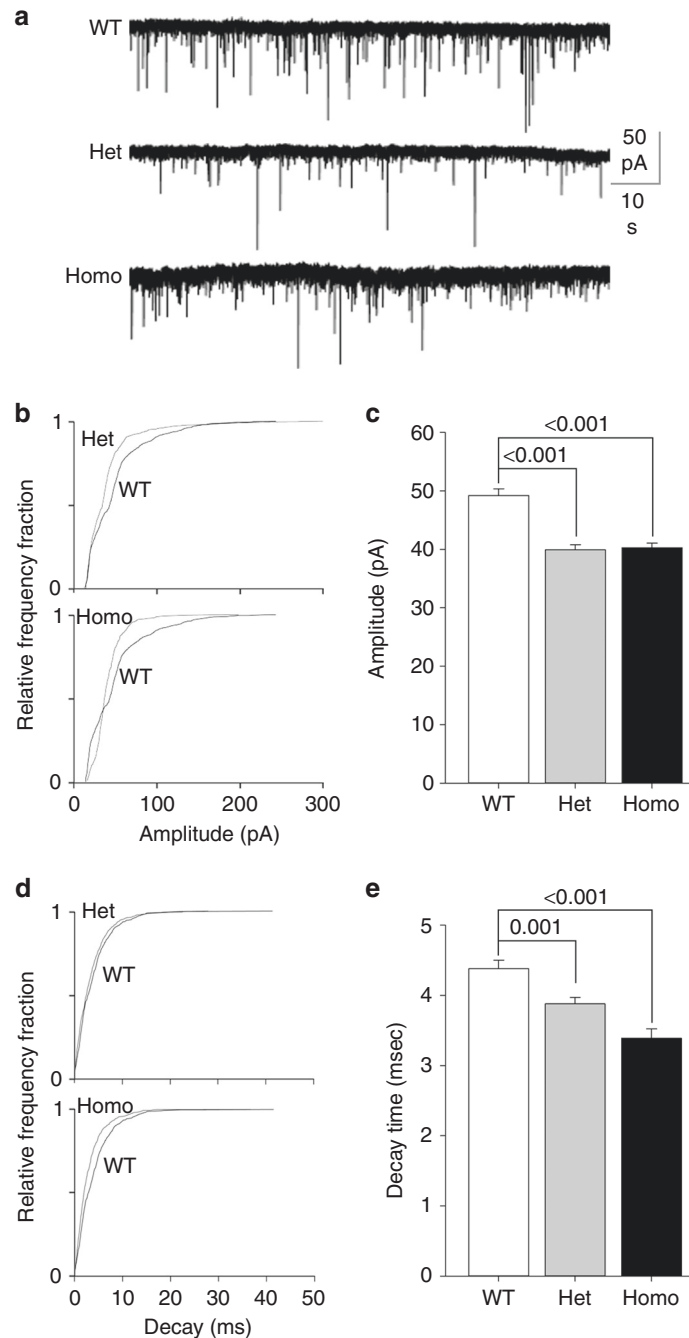 a
WT
Het
50
pA
10
s
Homo
b
1
Het
WT
0
1
Homo
WT
0
0 100 200 300
Relative frequency fraction
Amplitude (pA)
c
<0.001
<0.001
60
50
40
30
20
10
0
Amplitude (pA)
WT Het Homo
d
1
Het
WT
0
1
Homo
WT
0
0 10 20 30 40 50
Relative frequency fraction
Decay (ms)
e
<0.001
0.001
5
4
3
2
1
0
Decay time (msec)
WT Het Homo